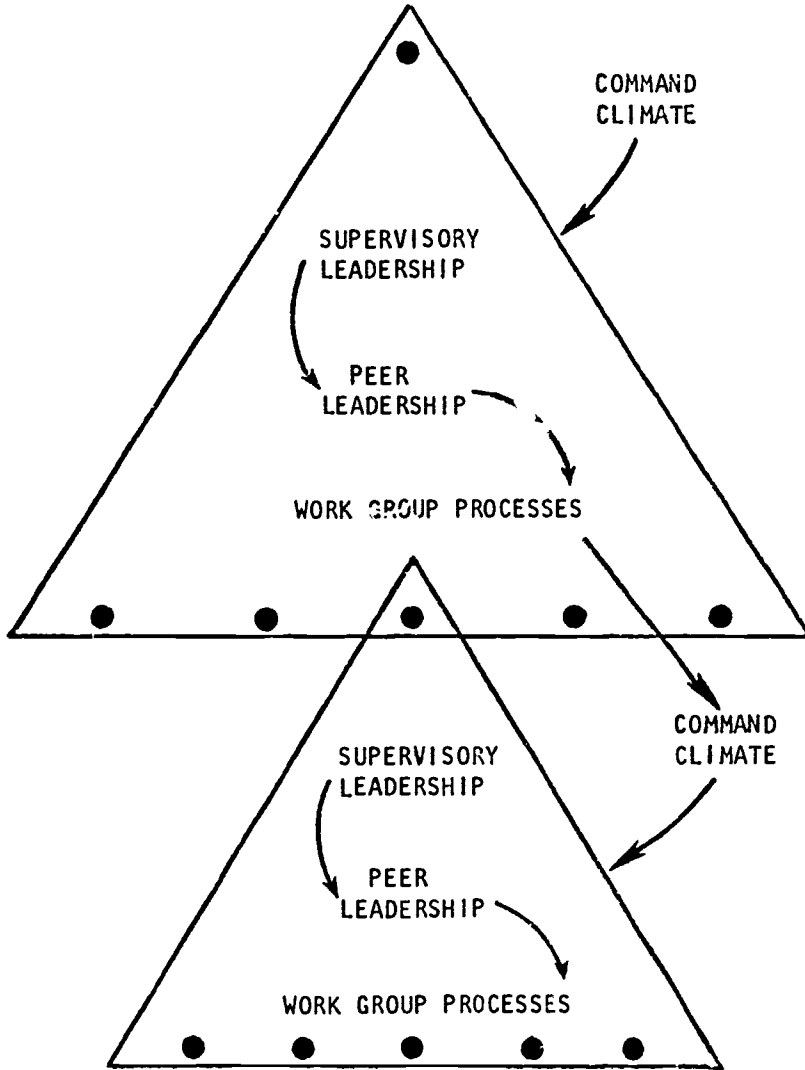 COMMAND
CLIMATE
SUPERVISORY
LEADERSHIP
PEER
LEADERSHIP
WORK GROUP PROCESSES
COMMAND
CLIMATE
SUPERVISORY
LEADERSHIP
PEER
LEADERSHIP
WORK GROUP PROCESSES